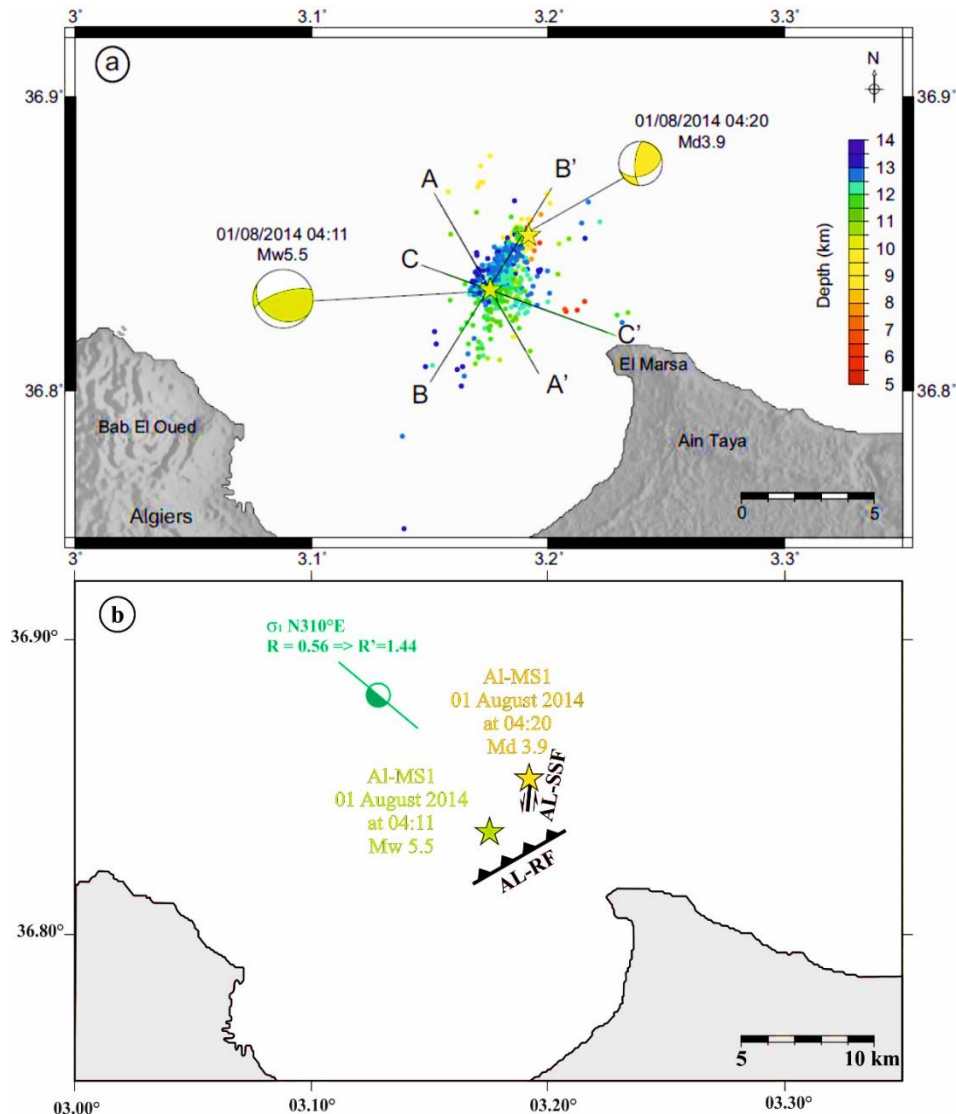 3˚
3.1˚
3.2˚
3.3˚
a
N
36.9˚
36.9˚
01/08/2014 04:20
Md3.9
14
13
12
11
10
9
8
7
6
5
Depth (km)
A
B'
01/08/2014 04:11
Mw5.5
C
C'
El Marsa
36.8˚
36.8˚
B
A'
Bab El Oued
Ain Taya
Algiers
0
5
3˚
3.1˚
3.2˚
3.3˚
b
36.90°
σ1 N310°E
R = 0.56 => R'=1.44
Al-MS1
01 August 2014
at 04:20
Md 3.9
Al-MS1
01 August 2014
at 04:11
Mw 5.5
AL-SSF
AL-RF
36.80°
5
10 km
03.00°
03.10°
03.20°
03.30°